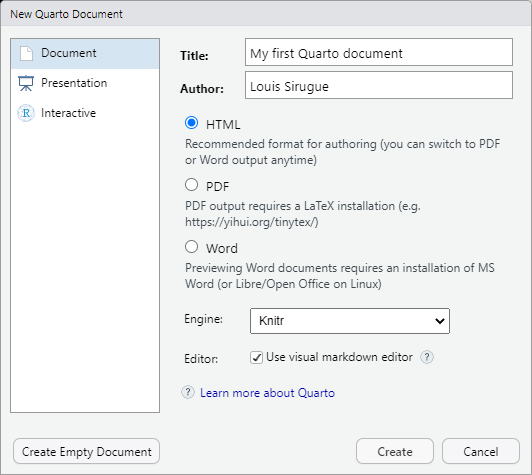 New Quarto Document
Document
Presentation
Interactive
Title: My first Quarto document
Author: Louis Sirugue
HTML
Recommended format for authoring (you can switch to PDF
or Word output anytime)
PDF
PDF output requires a LaTeX installation (e.g.
https://yihui.org/tinytex/)
Word
Previewing Word documents requires an installation of MS
Word (or Libre/Open Office on Linux)
Engine: Knitr
Editor: Use visual markdown editor ?
? Learn more about Quarto
Create Empty Document Create Cancel